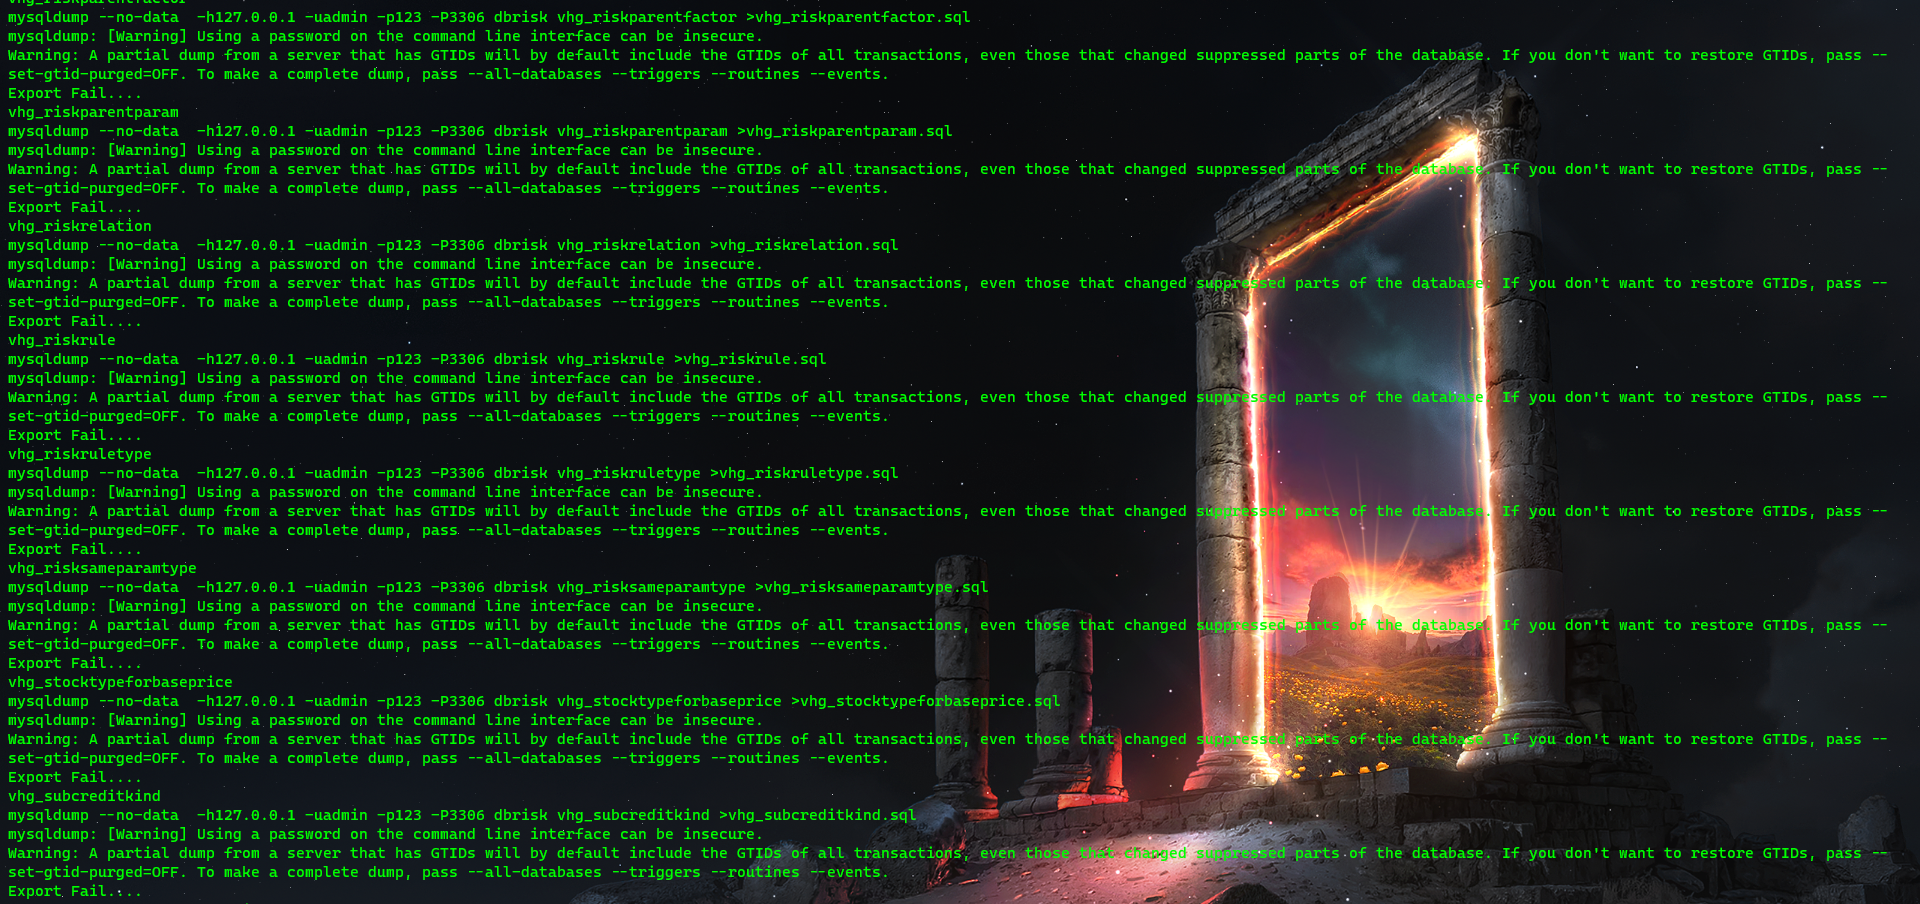 vhg_riskparentfactor
mysqldump --no-data  -h127.0.0.1 -uadmin -p123 -P3306 dbrisk vhg_riskparentfactor >vhg_riskparentfactor.sql
mysqldump: [Warning] Using a password on the command line interface can be insecure.
Warning: A partial dump from a server that has GTIDs will by default include the GTIDs of all transactions, even those that changed suppressed parts of the database. If you don't want to restore GTIDs, pass --
set-gtid-purged=OFF. To make a complete dump, pass --all-databases --triggers --routines --events.
Export Fail....
vhg_riskparentparam
mysqldump --no-data  -h127.0.0.1 -uadmin -p123 -P3306 dbrisk vhg_riskparentparam >vhg_riskparentparam.sql
mysqldump: [Warning] Using a password on the command line interface can be insecure.
Warning: A partial dump from a server that has GTIDs will by default include the GTIDs of all transactions, even those that changed suppressed parts of the database. If you don't want to restore GTIDs, pass --
set-gtid-purged=OFF. To make a complete dump, pass --all-databases --triggers --routines --events.
Export Fail....
vhg_riskrelation
mysqldump --no-data  -h127.0.0.1 -uadmin -p123 -P3306 dbrisk vhg_riskrelation >vhg_riskrelation.sql
mysqldump: [Warning] Using a password on the command line interface can be insecure.
Warning: A partial dump from a server that has GTIDs will by default include the GTIDs of all transactions, even those that changed suppressed parts of the database. If you don't want to restore GTIDs, pass --
set-gtid-purged=OFF. To make a complete dump, pass --all-databases --triggers --routines --events.
Export Fail....
vhg_riskrule
mysqldump --no-data  -h127.0.0.1 -uadmin -p123 -P3306 dbrisk vhg_riskrule >vhg_riskrule.sql
mysqldump: [Warning] Using a password on the command line interface can be insecure.
Warning: A partial dump from a server that has GTIDs will by default include the GTIDs of all transactions, even those that changed suppressed parts of the database. If you don't want to restore GTIDs, pass --
set-gtid-purged=OFF. To make a complete dump, pass --all-databases --triggers --routines --events.
Export Fail....
vhg_riskruletype
mysqldump --no-data  -h127.0.0.1 -uadmin -p123 -P3306 dbrisk vhg_riskruletype >vhg_riskruletype.sql
mysqldump: [Warning] Using a password on the command line interface can be insecure.
Warning: A partial dump from a server that has GTIDs will by default include the GTIDs of all transactions, even those that changed suppressed parts of the database. If you don't want to restore GTIDs, pass --
set-gtid-purged=OFF. To make a complete dump, pass --all-databases --triggers --routines --events.
Export Fail....
vhg_risksameparamtype
mysqldump --no-data  -h127.0.0.1 -uadmin -p123 -P3306 dbrisk vhg_risksameparamtype >vhg_risksameparamtype.sql
mysqldump: [Warning] Using a password on the command line interface can be insecure.
Warning: A partial dump from a server that has GTIDs will by default include the GTIDs of all transactions, even those that changed suppressed parts of the database. If you don't want to restore GTIDs, pass --
set-gtid-purged=OFF. To make a complete dump, pass --all-databases --triggers --routines --events.
Export Fail....
vhg_stocktypeforbaseprice
mysqldump --no-data  -h127.0.0.1 -uadmin -p123 -P3306 dbrisk vhg_stocktypeforbaseprice >vhg_stocktypeforbaseprice.sql
mysqldump: [Warning] Using a password on the command line interface can be insecure.
Warning: A partial dump from a server that has GTIDs will by default include the GTIDs of all transactions, even those that changed suppressed parts of the database. If you don't want to restore GTIDs, pass --
set-gtid-purged=OFF. To make a complete dump, pass --all-databases --triggers --routines --events.
Export Fail....
vhg_subcreditkind
mysqldump --no-data  -h127.0.0.1 -uadmin -p123 -P3306 dbrisk vhg_subcreditkind >vhg_subcreditkind.sql
mysqldump: [Warning] Using a password on the command line interface can be insecure.
Warning: A partial dump from a server that has GTIDs will by default include the GTIDs of all transactions, even those that changed suppressed parts of the database. If you don't want to restore GTIDs, pass --
set-gtid-purged=OFF. To make a complete dump, pass --all-databases --triggers --routines --events.
Export Fail....